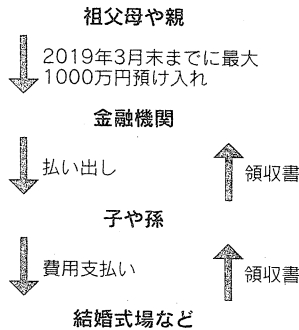 祖父母や親
2019年3月末までに最大
1000万円預け入れ
金融機関
払い出し
領収書
子や孫
費用支払い
領収書
結婚式場など